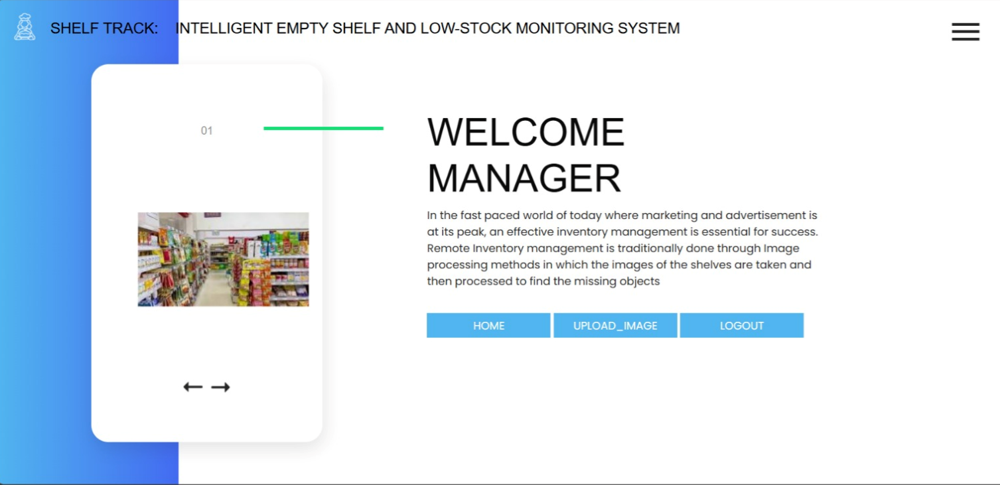 SHELF TRACK: INTELLIGENT EMPTY SHELF AND LOW-STOCK MONITORING SYSTEM
01
WELCOME
MANAGER
In the fast paced world of today where marketing and advertisement is
at its peak, an effective inventory management is essential for success.
Remote Inventory management is traditionally done through Image
processing methods in which the images of the shelves are taken and
then processed to find the missing objects
HOME UPLOAD_IMAGE LOGOUT